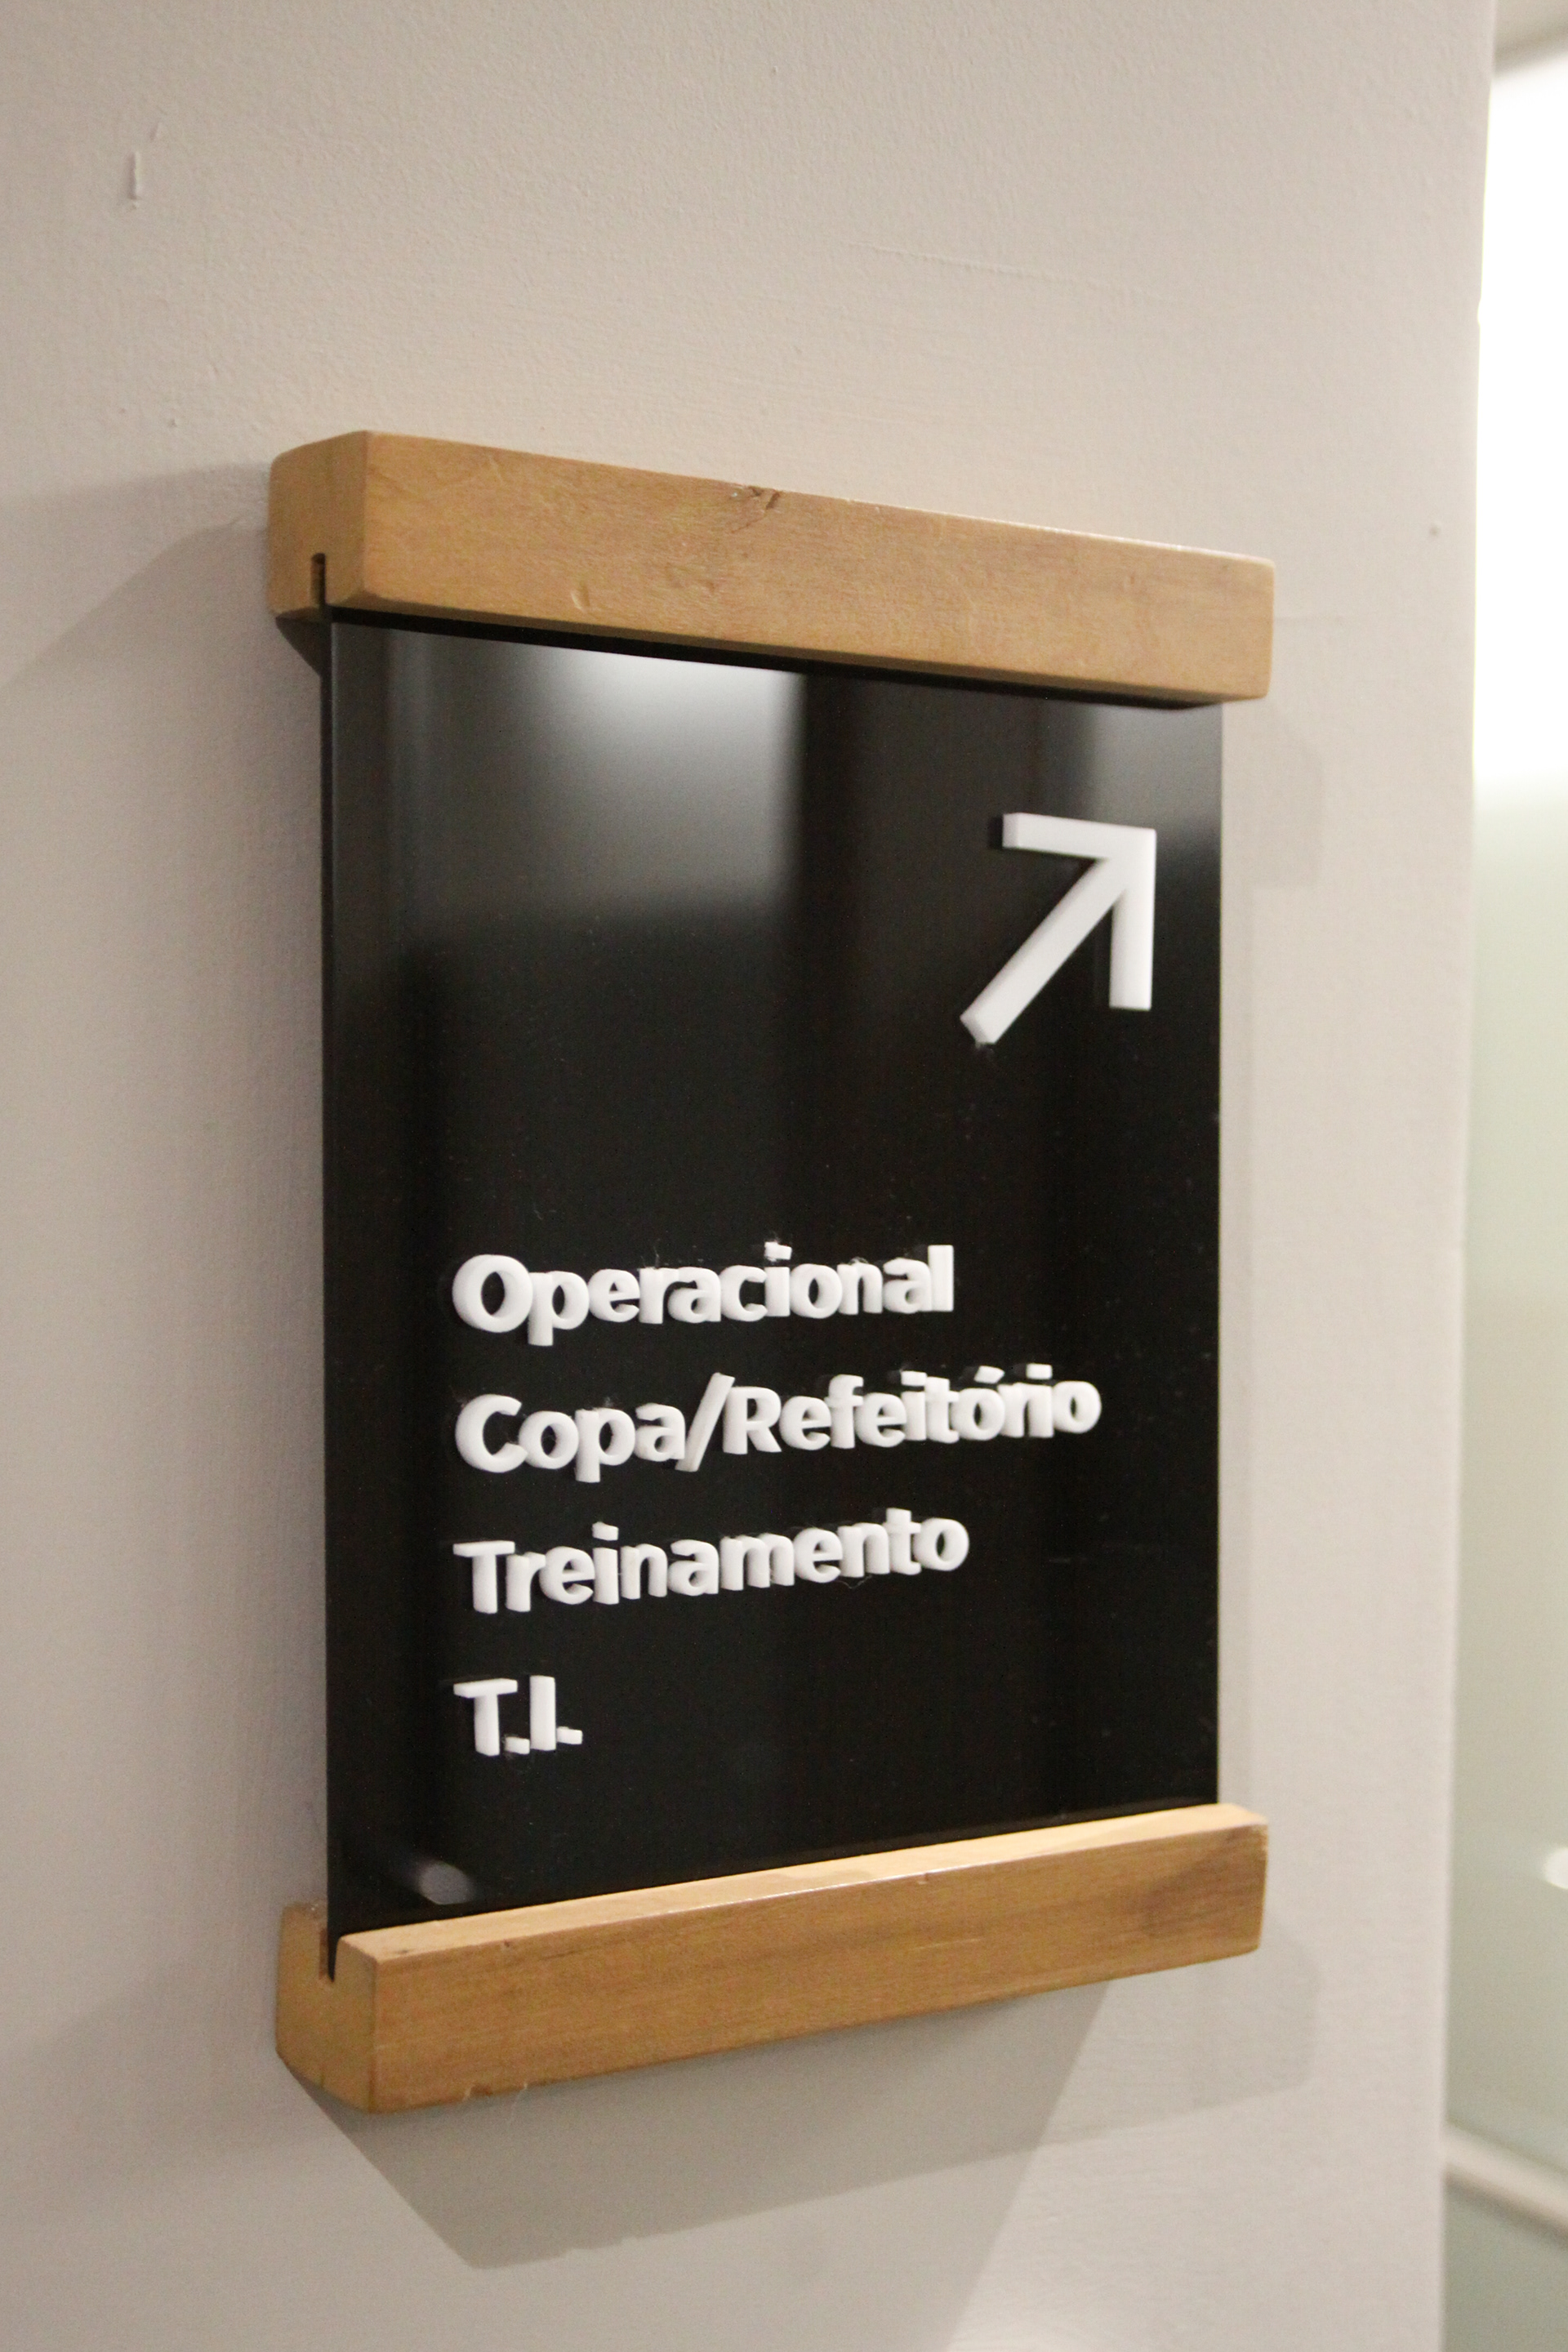 Operacional
Copa/Refeitório
Treinamento
T.I.